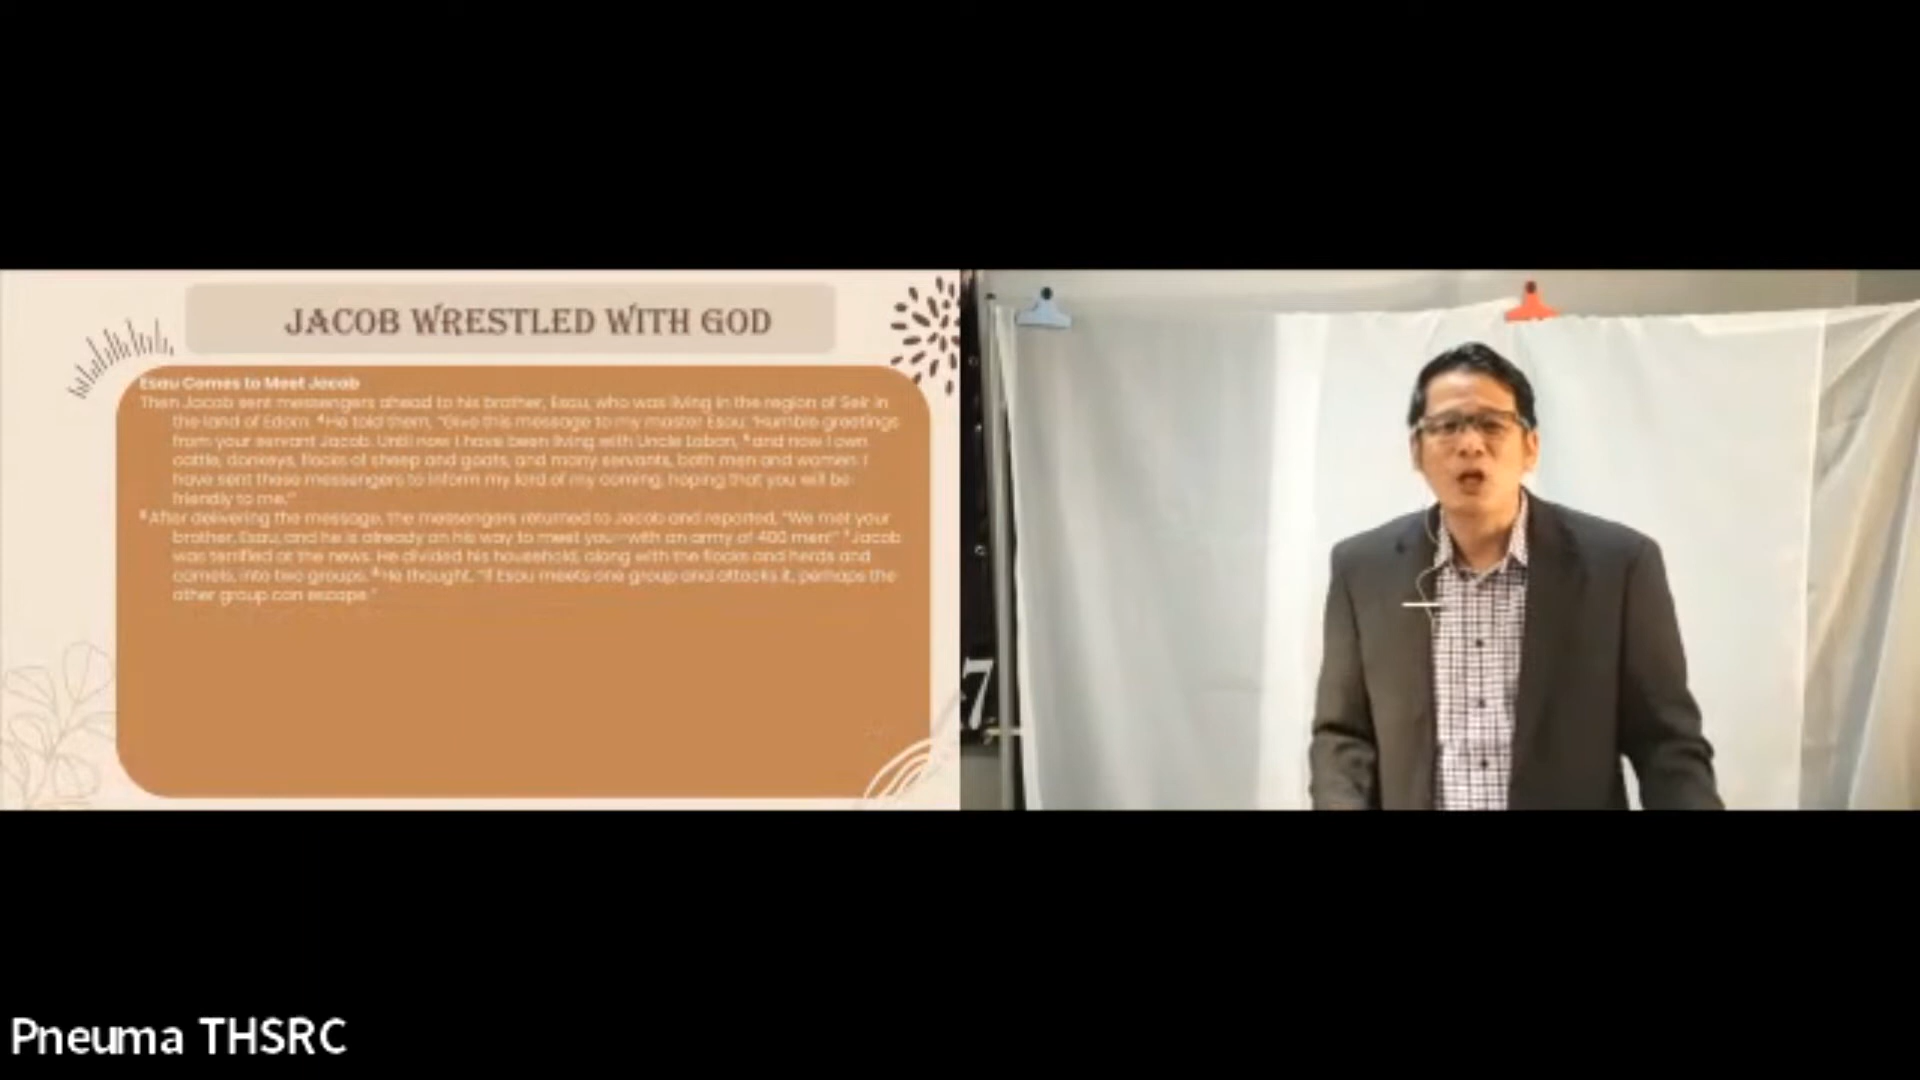 JACOB WRESTLED WITH GOD
Esau Comes to Meet Jacob
Then Jacob sent messengers ahead to his brother, Esau, who was living in the region of Seir in
the land of Edom. ⁴He told them, “Give this message to my master Esau: ‘Humble greetings
from your servant Jacob. Until now I have been living with Uncle Laban, ⁵and now I own
cattle, donkeys, flocks of sheep and goats, and many servants, both men and women. I
have sent these messengers to inform my lord of my coming, hoping that you will be
friendly to me.’”
⁶After delivering the message, the messengers returned to Jacob and reported, “We met your
brother, Esau, and he is already on his way to meet you—with an army of 400 men!” ⁷Jacob
was terrified at the news. He divided his household, along with the flocks and herds and
camels, into two groups. ⁸He thought, “If Esau meets one group and attacks it, perhaps the
other group can escape.”
7
Pneuma THSRC